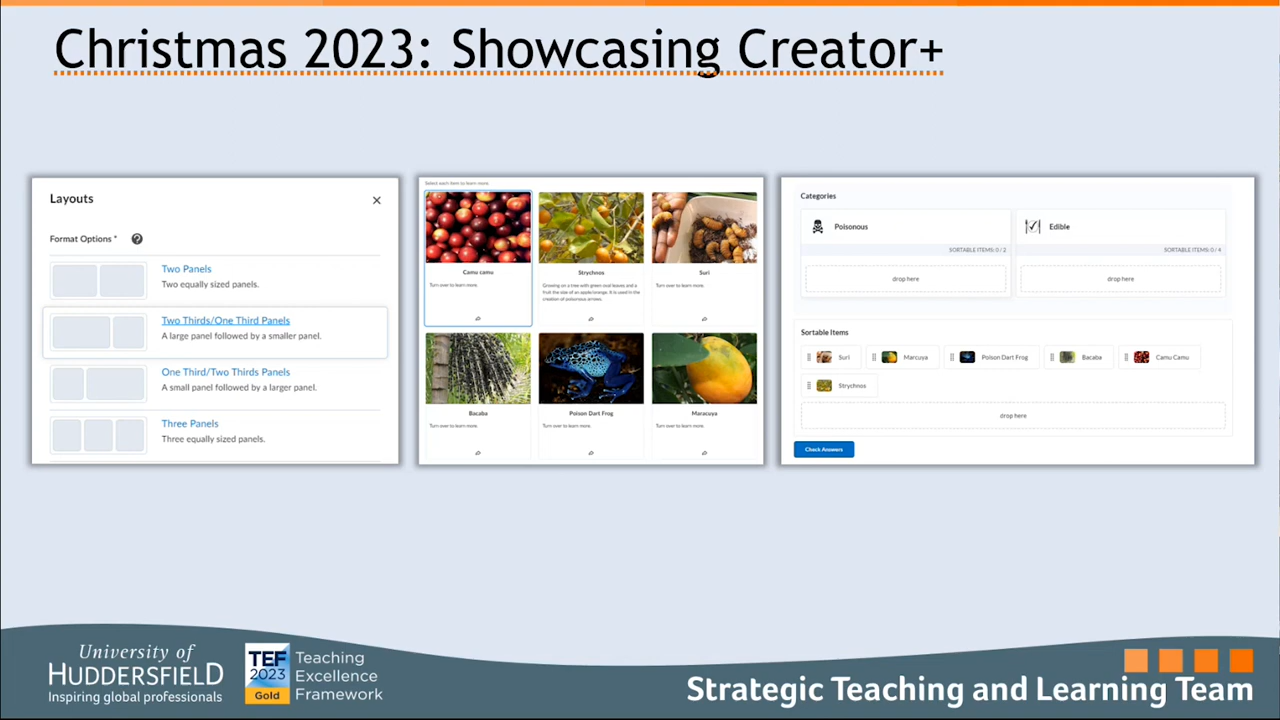 Christmas 2023: Showcasing Creator+
Layouts
Format Options *
Two Panels
Two equally sized panels.
Two Thirds/One Third Panels
A large panel followed by a smaller panel.
One Third/Two Thirds Panels
A small panel followed by a larger panel.
Three Panels
Three equally sized panels.
Select each item to learn more.
Camu camu
Turn over to learn more.
Strychnos
Growing on a tree with green oval leaves and a
fruit the size of an apple/orange. It is used in the
creation of poisonous arrows.
Suri
Turn over to learn more.
Bacaba
Turn over to learn more.
Poison Dart Frog
Turn over to learn more.
Maracuya
Turn over to learn more.
Categories
Poisonous
SORTABLE ITEMS: 0 / 2
drop here
Edible
SORTABLE ITEMS: 0 / 4
drop here
Sortable Items
Suri
Marcuya
Poison Dart Frog
Bacaba
Camu Camu
Strychnos
drop here
Check Answers
University of
HUDDERSFIELD
Inspiring global professionals
TEF
2023
Gold
Teaching
Excellence
Framework
Strategic Teaching and Learning Team